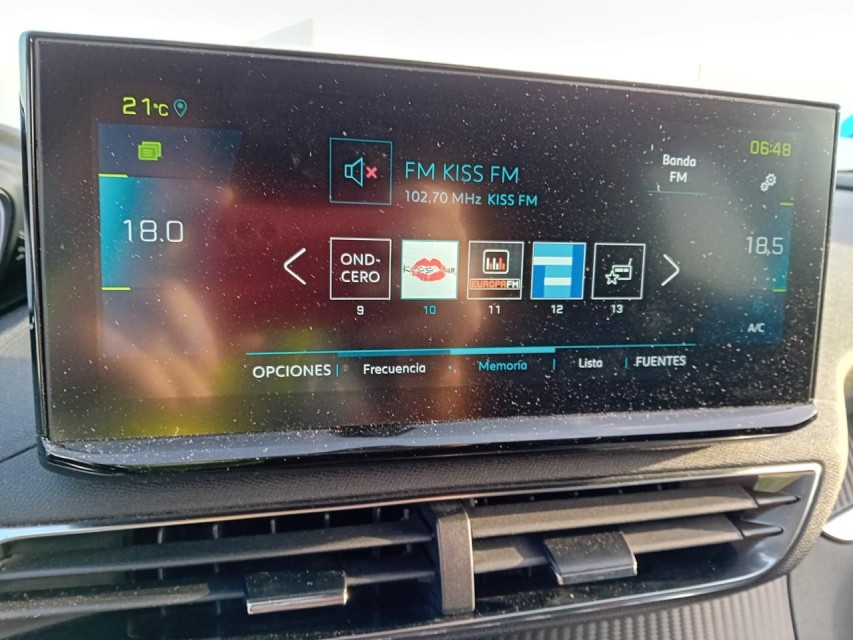 21°C
06:48
FM KISS FM
102.70 MHz KISS FM
Banda
FM
18.0
18,5
OND-
CERO
EUROPA FM
9
10
11
12
13
A/C
OPCIONES
Frecuencia
Memoria
Lista
FUENTES